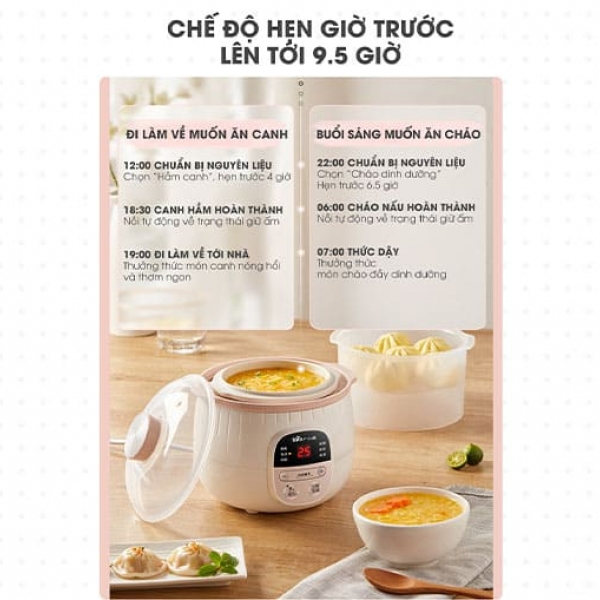 CHẾ ĐỘ HẸN GIỜ TRƯỚC
LÊN TỚI 9.5 GIỜ
ĐI LÀM VỀ MUỐN ĂN CANH
12:00 CHUẨN BỊ NGUYÊN LIỆU
Chọn "Hầm canh", hẹn trước 4 giờ
18:30 CANH HẦM HOÀN THÀNH
Nồi tự động về trạng thái giữ ấm
19:00 ĐI LÀM VỀ TỚI NHÀ
Thưởng thức món canh nóng hổi
và thơm ngon
BUỔI SÁNG MUỐN ĂN CHÁO
22:00 CHUẨN BỊ NGUYÊN LIỆU
Chọn "Cháo dinh dưỡng"
Hẹn trước 6.5 giờ
06:00 CHÁO NẤU HOÀN THÀNH
Nồi tự động về trạng thái giữ ấm
07:00 THỨC DẬY
Thưởng thức
món cháo đầy dinh dưỡng
25